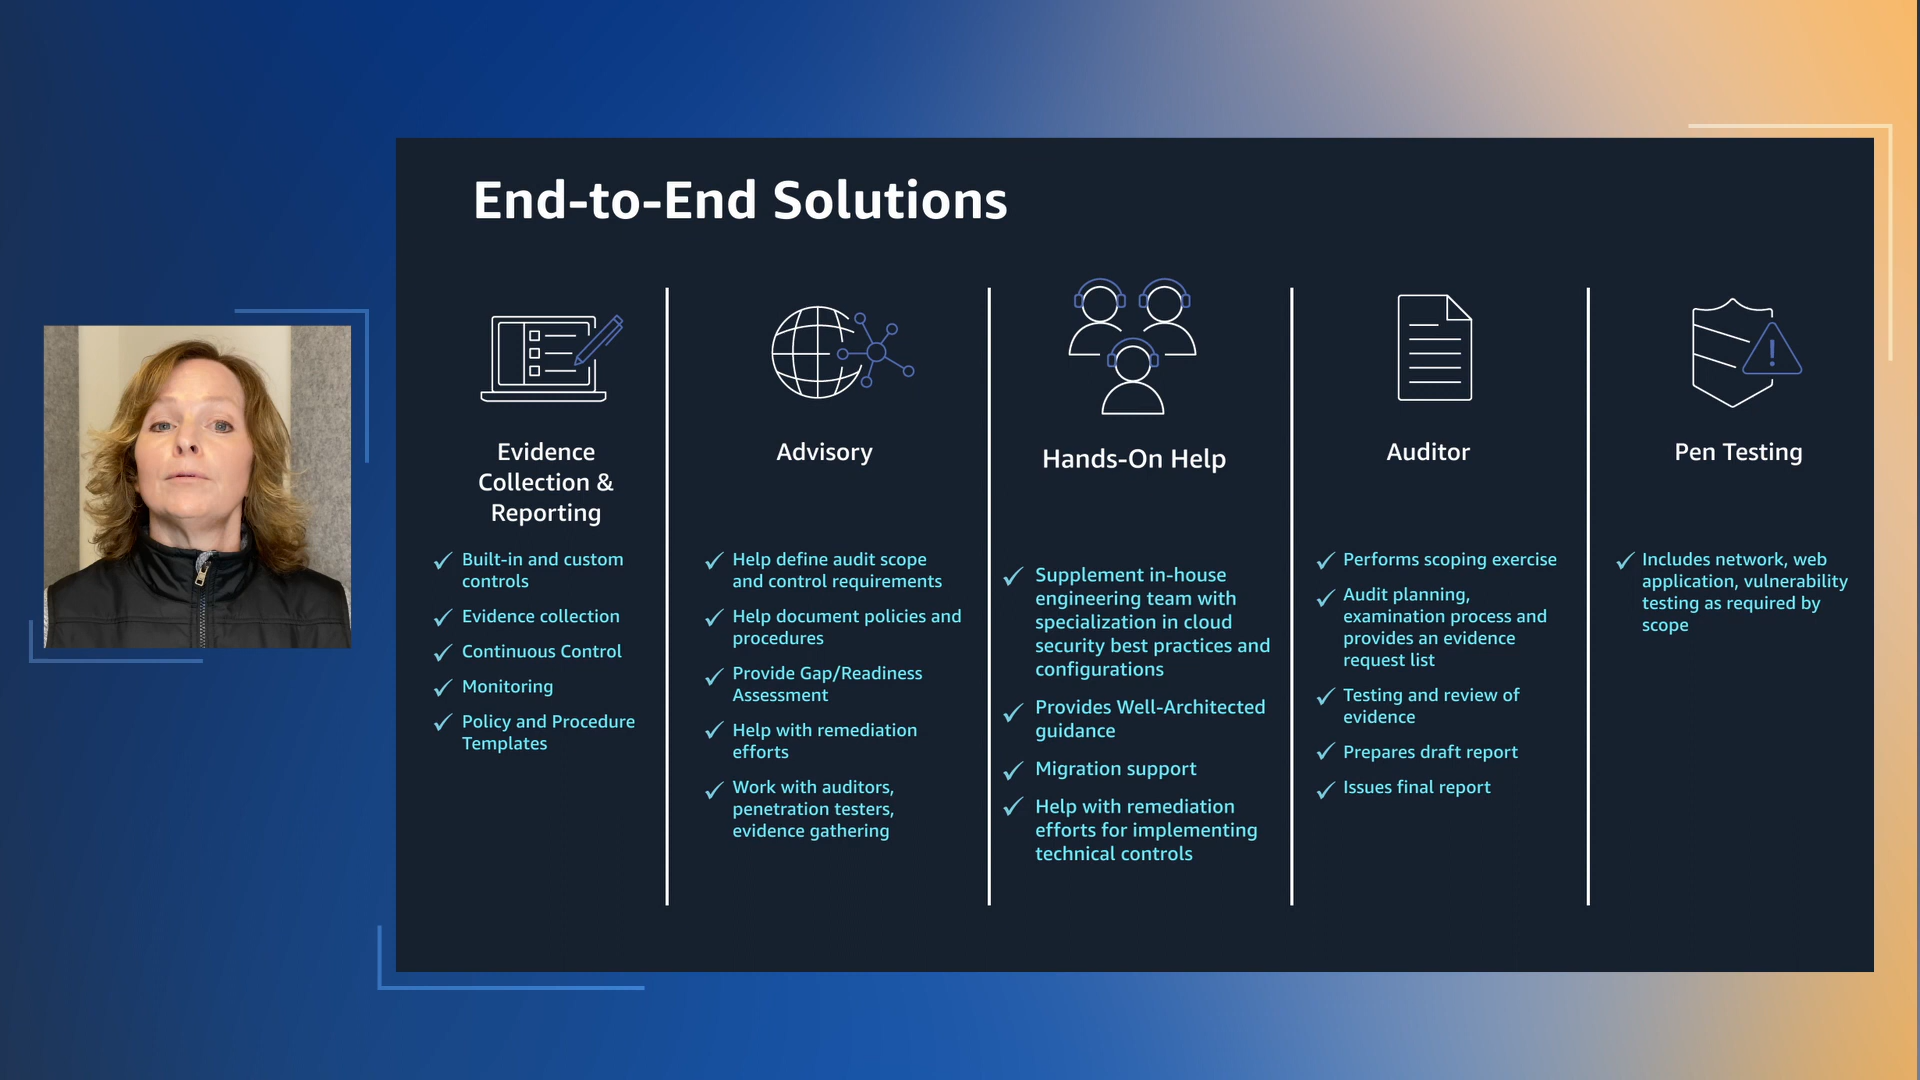 End-to-End Solutions
Evidence
Collection &
Reporting
Built-in and custom
controls
Evidence collection
Continuous Control
Monitoring
Policy and Procedure
Templates
Advisory
Help define audit scope
and control requirements
Help document policies and
procedures
Provide Gap/Readiness
Assessment
Help with remediation
efforts
Work with auditors,
penetration testers,
evidence gathering
Hands-On Help
Supplement in-house
engineering team with
specialization in cloud
security best practices and
configurations
Provides Well-Architected
guidance
Migration support
Help with remediation
efforts for implementing
technical controls
Auditor
Performs scoping exercise
Audit planning,
examination process and
provides an evidence
request list
Testing and review of
evidence
Prepares draft report
Issues final report
Pen Testing
Includes network, web
application, vulnerability
testing as required by
scope